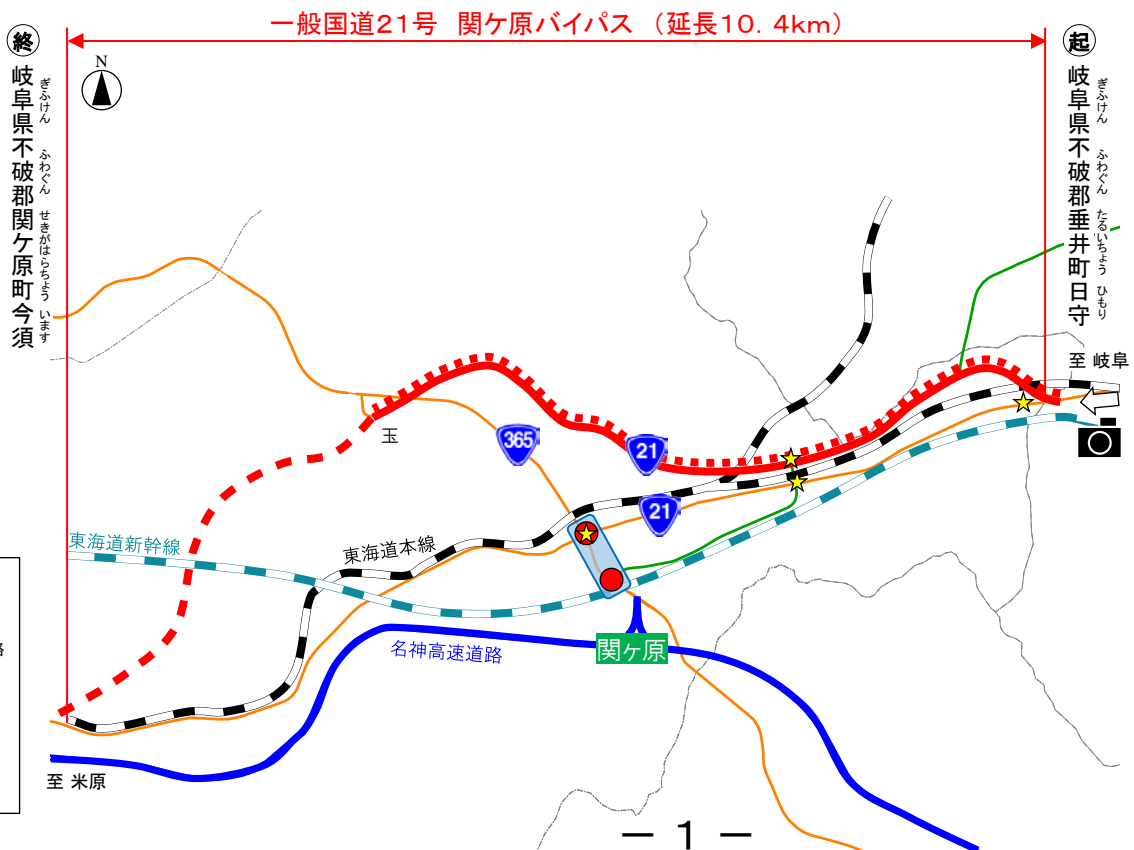 一般国道21号 関ケ原バイパス (延長10.4km)
終
岐阜県不破郡関ケ原町今須
ぎふけん ふわぐん せきがはらちょう います
N
起
岐阜県不破郡垂井町日守
ぎふけん ふわぐん たるいちょう ひもり
至 岐阜
玉
365
21
21
東海道新幹線
東海道本線
名神高速道路
関ヶ原
路
至 米原
- 1 -